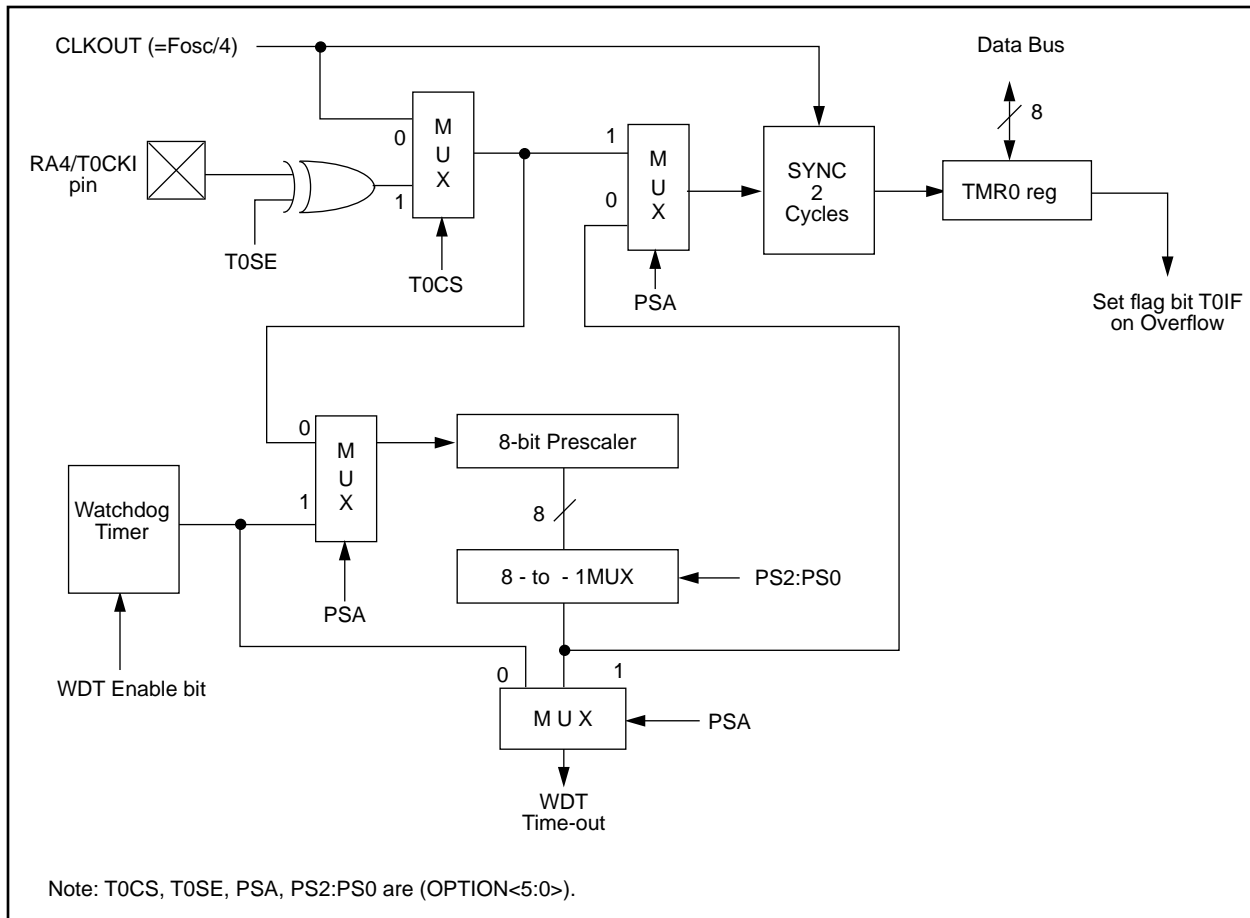 CLKOUT (=Fosc/4)
Data Bus
8
M
U
X
0
1
RA4/T0CKI
pin
T0SE
T0CS
M
U
X
1
0
PSA
SYNC
2
Cycles
TMR0 reg
Set flag bit T0IF
on Overflow
0
1
M
U
X
PSA
8-bit Prescaler
8
8 - to - 1MUX
PS2:PS0
Watchdog
Timer
WDT Enable bit
0
1
M U X
PSA
WDT
Time-out
Note: T0CS, T0SE, PSA, PS2:PS0 are (OPTION<5:0>).